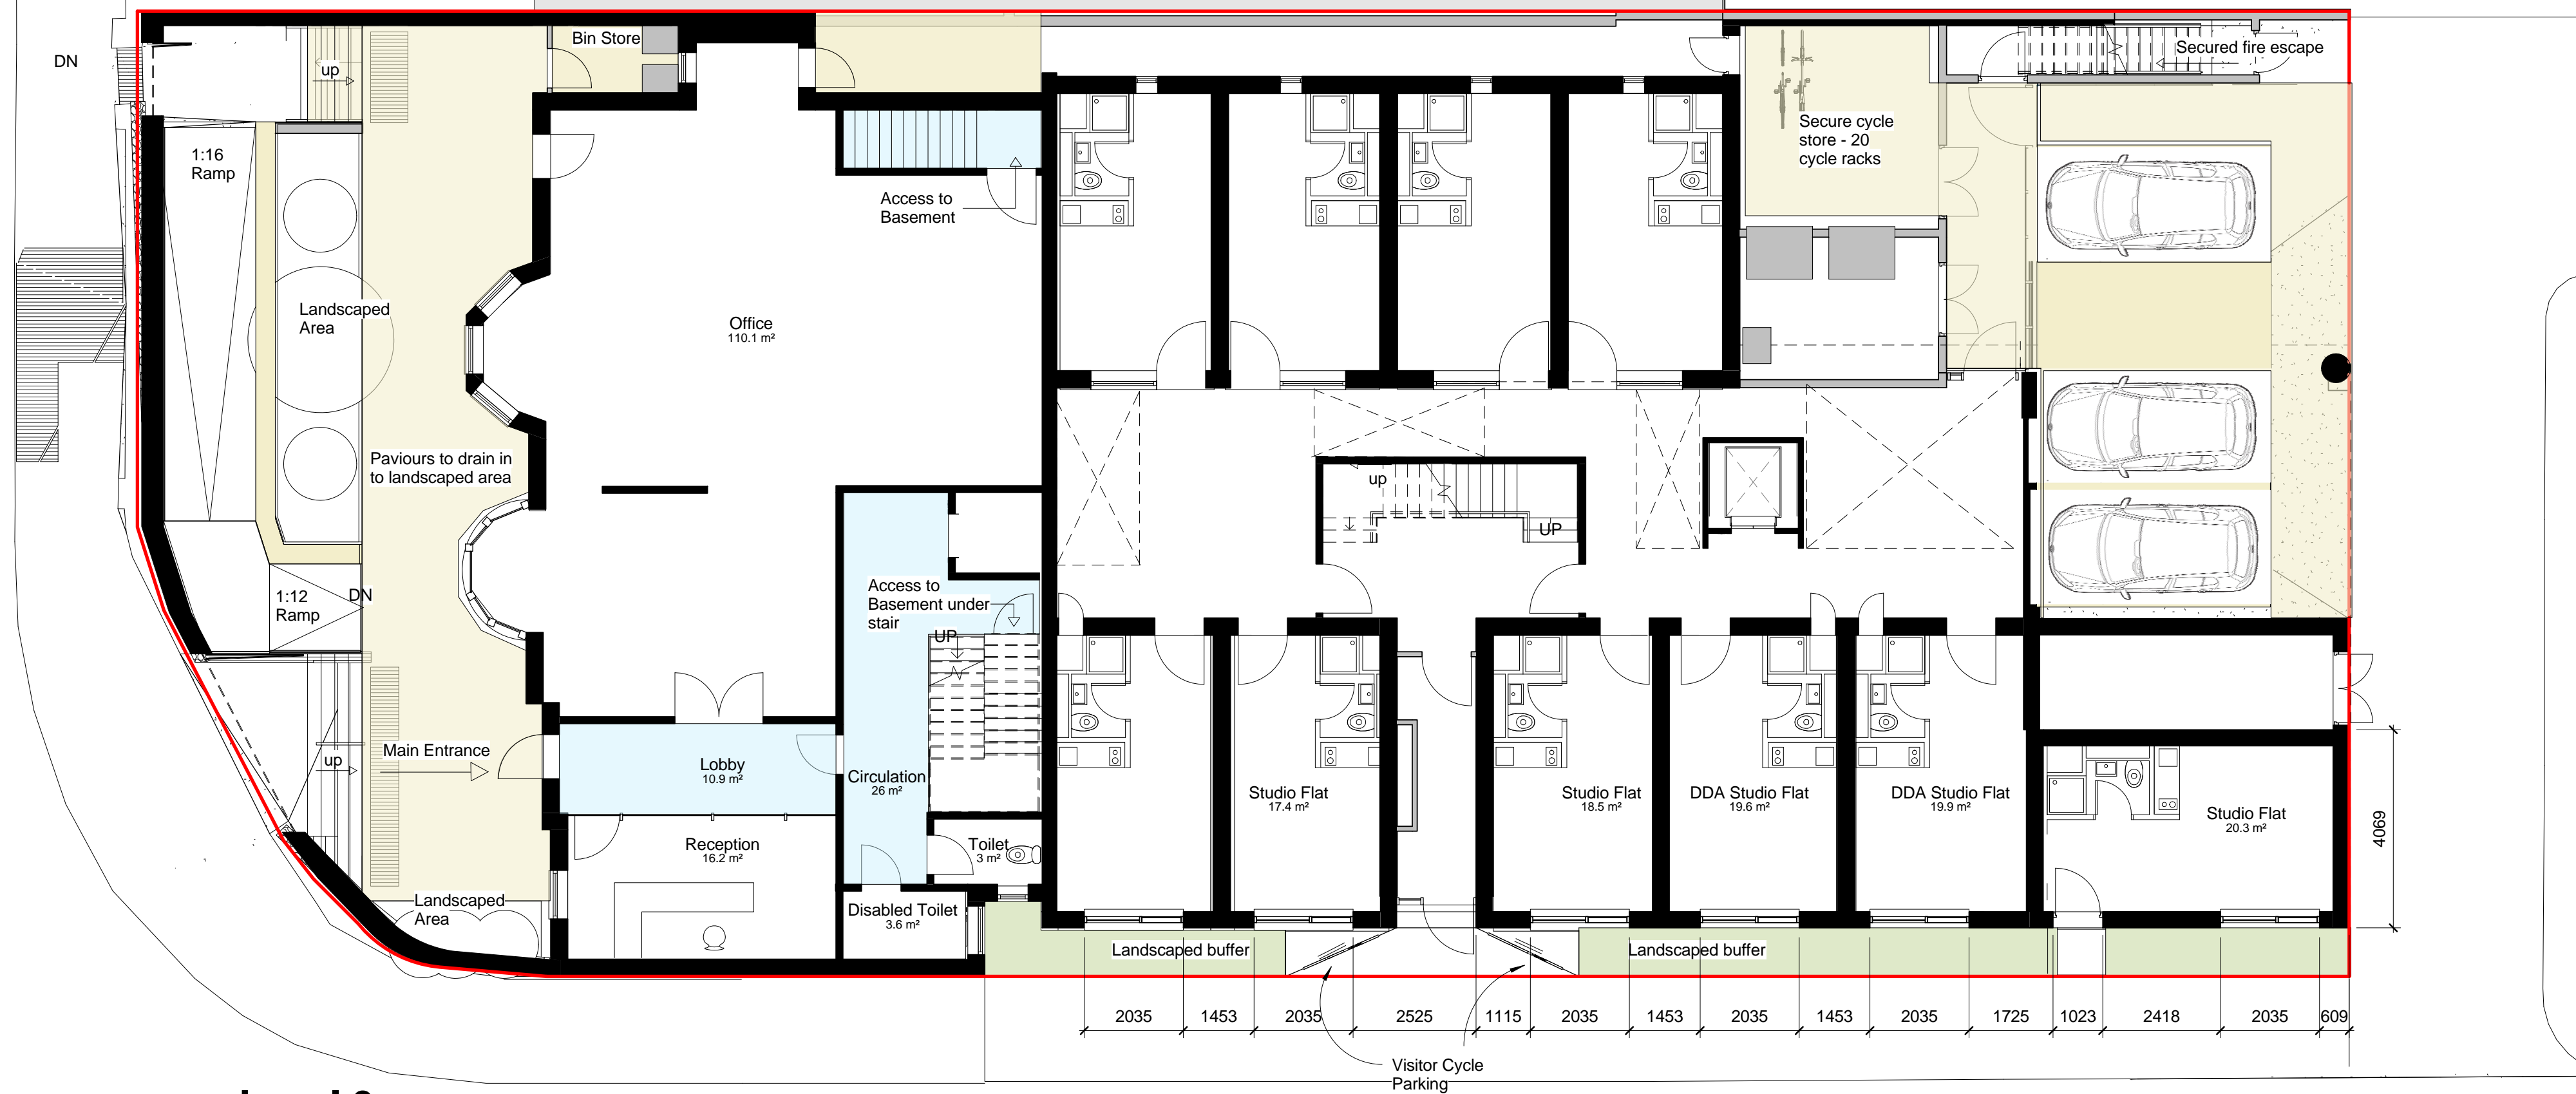 DN
up
Bin Store
Secured fire escape
1:16
Ramp
Secure cycle
store - 20
cycle racks
Access to
Basement
Landscaped
Area
Office
110.1 m²
Paviours to drain in
to landscaped area
up
UP
1:12
Ramp
DN
Access to
Basement under
stair
UP
Main Entrance
up
Lobby
10.9 m²
Circulation
26 m²
Studio Flat
17.4 m²
Studio Flat
18.5 m²
DDA Studio Flat
19.6 m²
DDA Studio Flat
19.9 m²
Studio Flat
20.3 m²
4069
Reception
16.2 m²
Toilet
3 m²
Landscaped
Area
Disabled Toilet
3.6 m²
Landscaped buffer
Landscaped buffer
2035 1453 2035 2525 1115 2035 1453 2035 1453 2035 1725 1023 2418 2035 609
Visitor Cycle
Parking